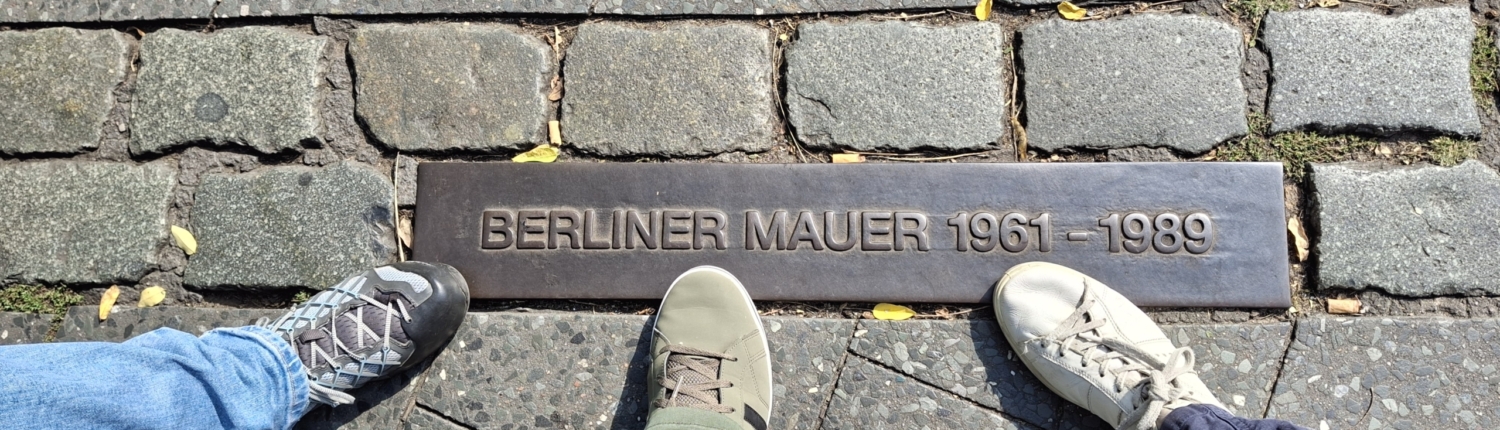 BERLINER MAUER 1961 – 1989